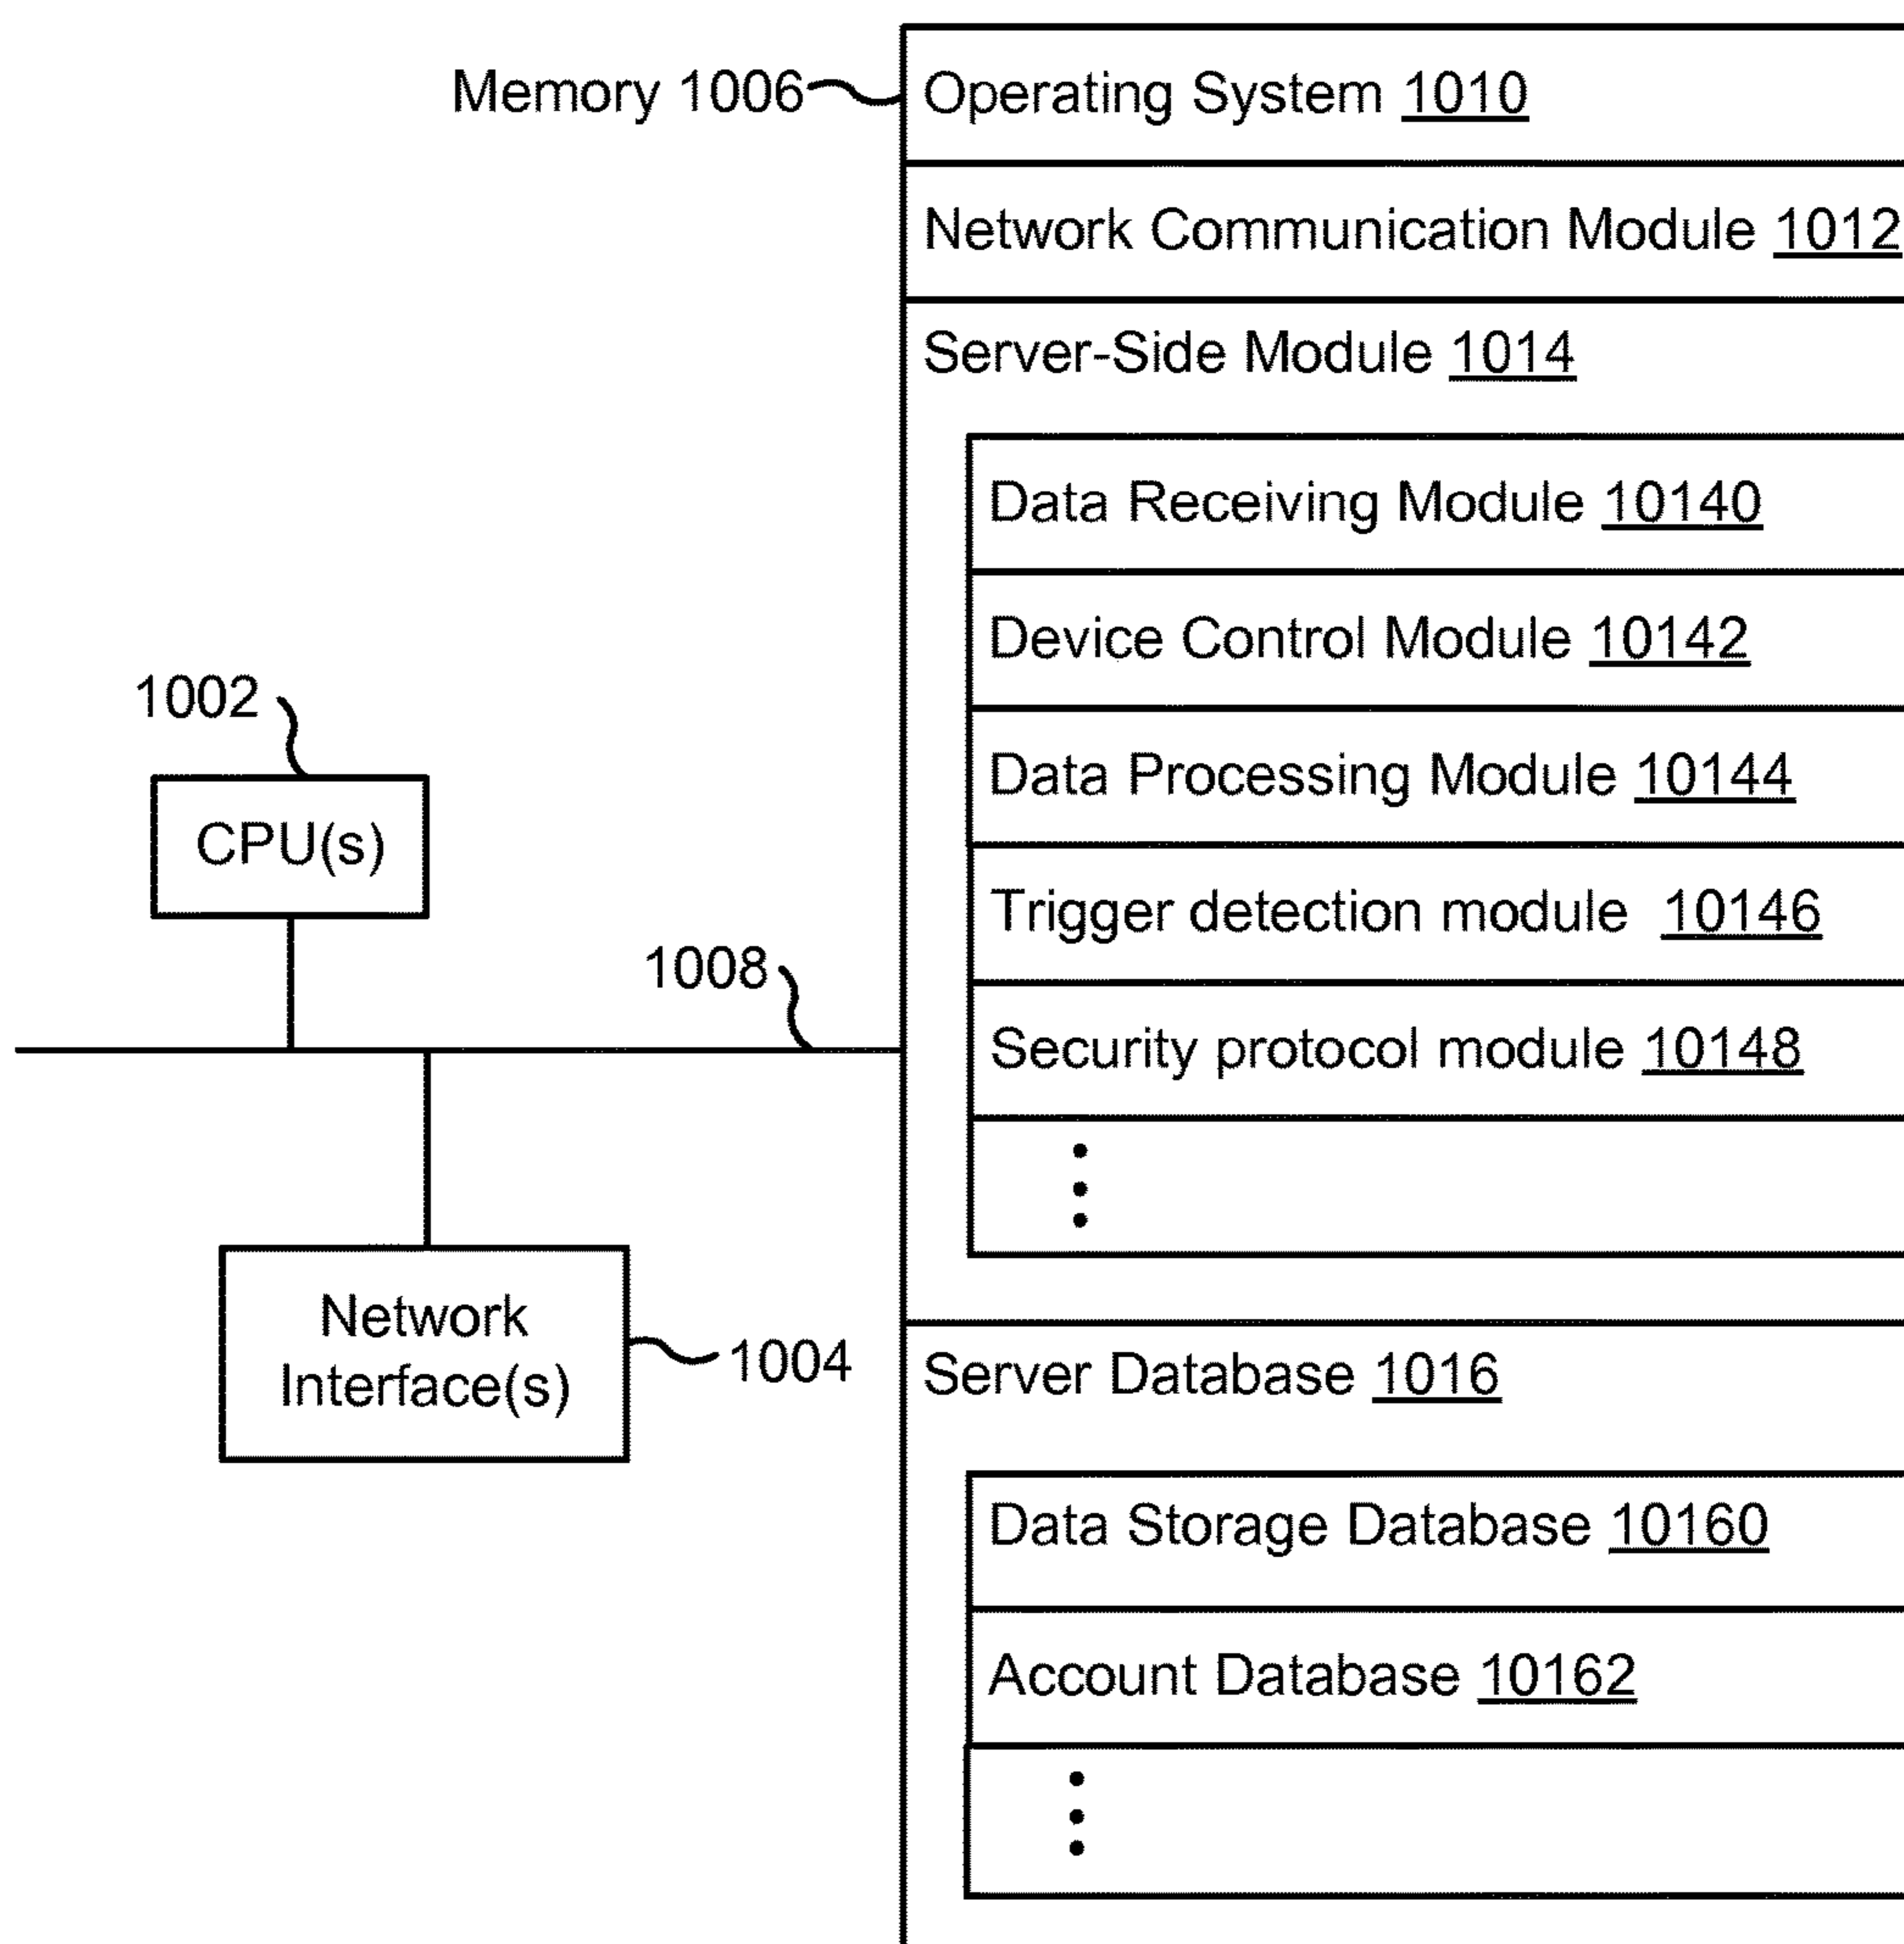 Memory 1006
Operating System 1010
Network Communication Module 1012
Server-Side Module 1014
Data Receiving Module 10140
Device Control Module 10142
Data Processing Module 10144
Trigger detection module 10146
Security protocol module 10148
1002
CPU(s)
1008
Network
Interface(s)
1004
Server Database 1016
Data Storage Database 10160
Account Database 10162